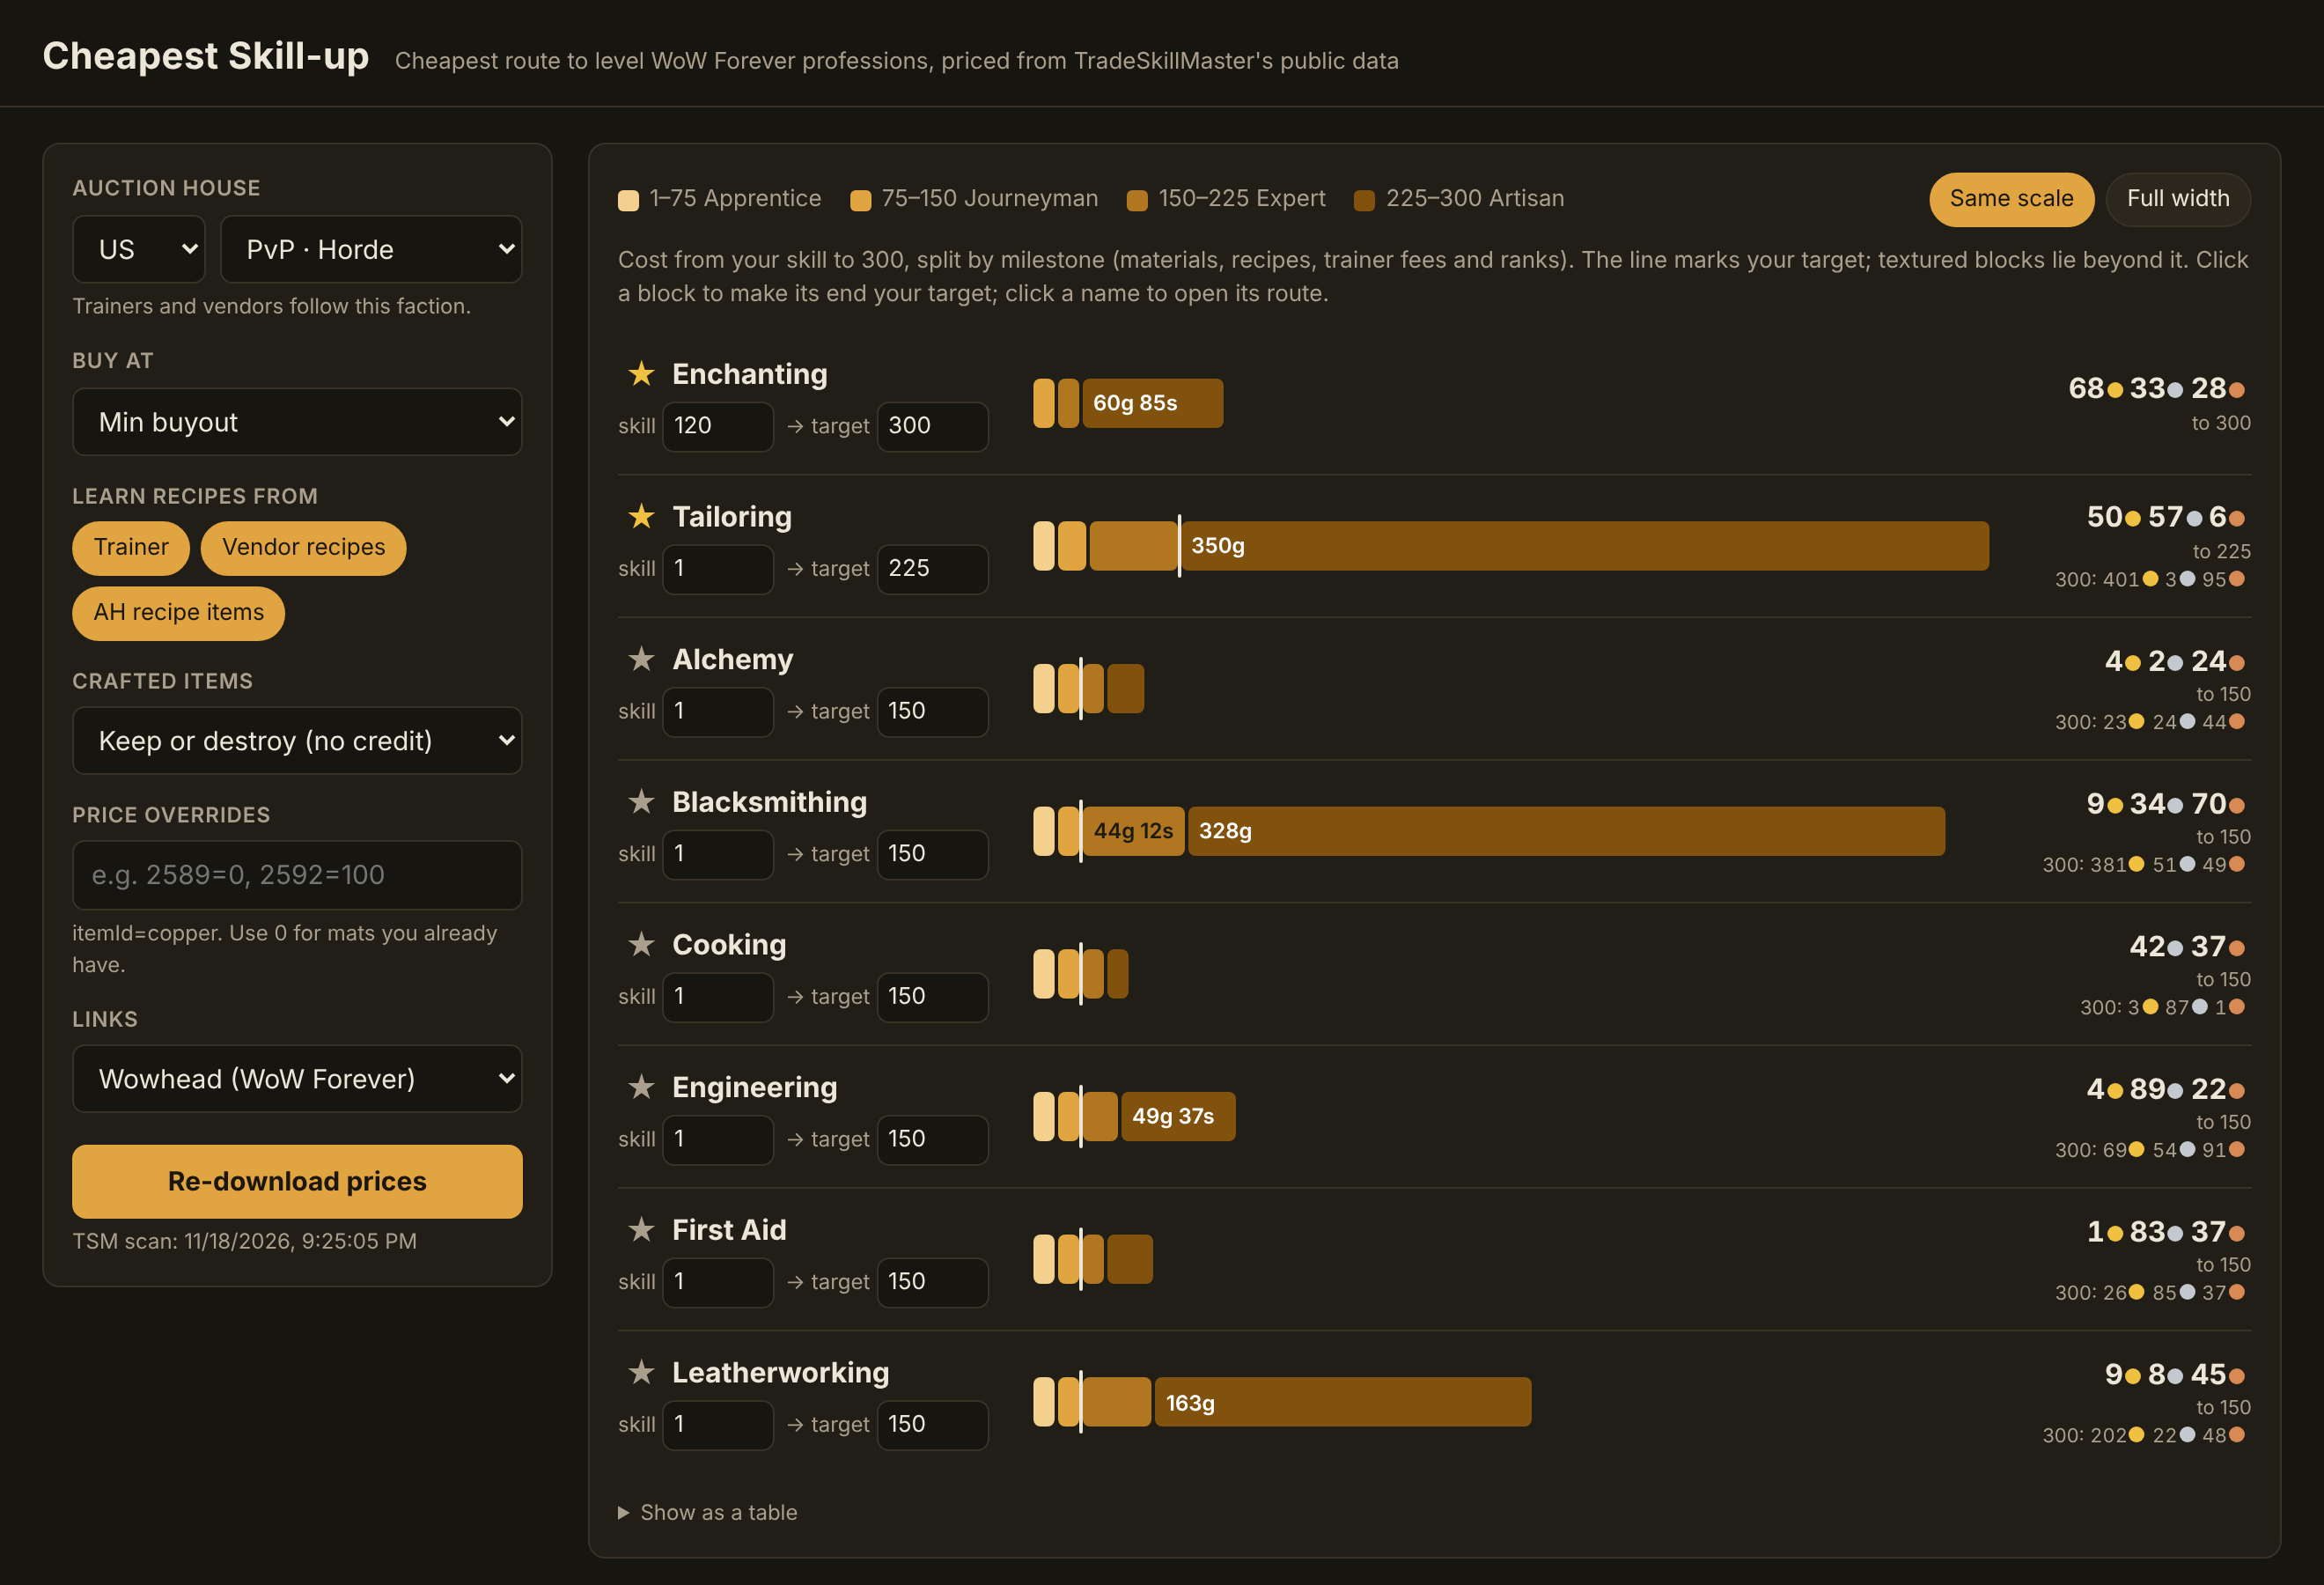 Cheapest Skill-up
Cheapest route to level WoW Forever professions, priced from TradeSkillMaster's public data
AUCTION HOUSE
US
PvP · Horde
Trainers and vendors follow this faction.
BUY AT
Min buyout
LEARN RECIPES FROM
Trainer
Vendor recipes
AH recipe items
CRAFTED ITEMS
Keep or destroy (no credit)
PRICE OVERRIDES
e.g. 2589=0, 2592=100
itemId=copper. Use 0 for mats you already
have.
LINKS
Wowhead (WoW Forever)
Re-download prices
TSM scan: 11/18/2026, 9:25:05 PM
1–75 Apprentice
75–150 Journeyman
150–225 Expert
225–300 Artisan
Same scale
Full width
Cost from your skill to 300, split by milestone (materials, recipes, trainer fees and ranks). The line marks your target; textured blocks lie beyond it. Click
a block to make its end your target; click a name to open its route.
Enchanting
skill 120 → target 300
60g 85s
68 33 28
to 300
Tailoring
skill 1 → target 225
350g
50 57 6
to 225
300: 401 3 95
Alchemy
skill 1 → target 150
4 2 24
to 150
300: 23 24 44
Blacksmithing
skill 1 → target 150
44g 12s
328g
9 34 70
to 150
300: 381 51 49
Cooking
skill 1 → target 150
42 37
to 150
300: 3 87 1
Engineering
skill 1 → target 150
49g 37s
4 89 22
to 150
300: 69 54 91
First Aid
skill 1 → target 150
1 83 37
to 150
300: 26 85 37
Leatherworking
skill 1 → target 150
163g
9 8 45
to 150
300: 202 22 48
Show as a table